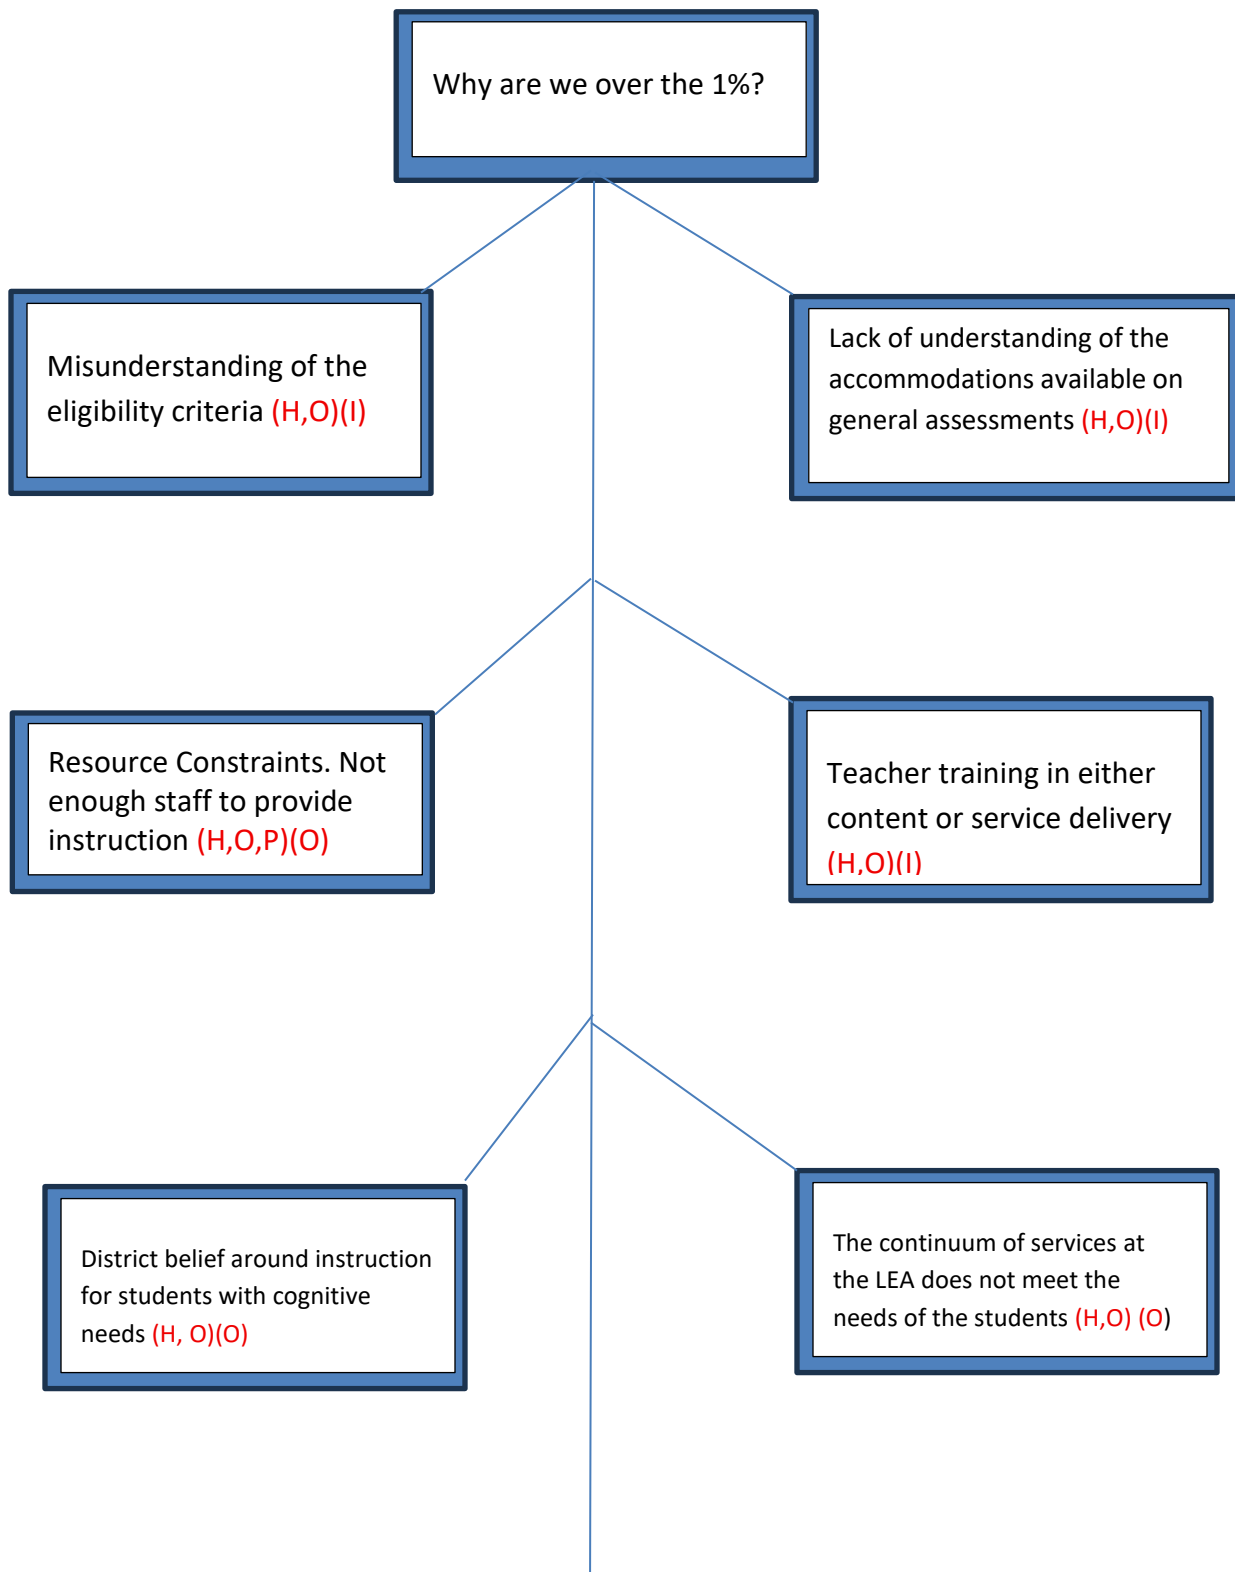 Why are we over the 1%?
Misunderstanding of the
eligibility criteria (H,O)(I)
Lack of understanding of the
accommodations available on
general assessments (H,O)(I)
Resource Constraints. Not
enough staff to provide
instruction (H,O,P)(O)
Teacher training in either
content or service delivery
(H,O)(I)
District belief around instruction
for students with cognitive
needs (H, O)(O)
The continuum of services at
the LEA does not meet the
needs of the students (H,O) (O)